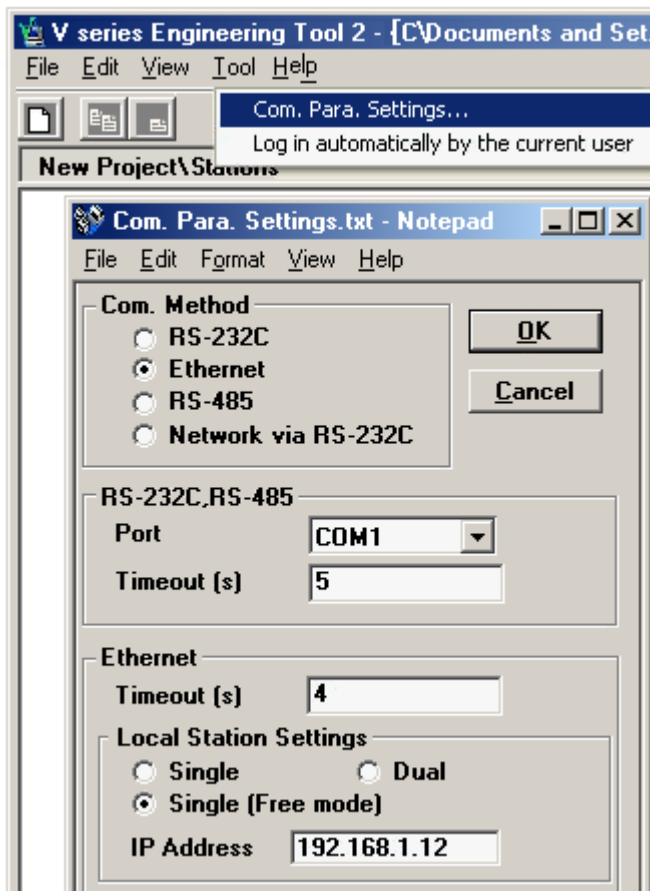 V series Engineering Tool 2 - [C\Documents and Set.
File Edit View Tool Help
Com. Para. Settings...
Log in automatically by the current user
New Project\Stations
Com. Para. Settings.txt - Notepad
File Edit Format View Help
Com. Method
RS-232C
OK
Ethernet
Cancel
RS-485
Network via RS-232C
RS-232C,RS-485
Port COM1
Timeout (s) 5
Ethernet
Timeout (s) 4
Local Station Settings
Single Dual
Single (Free mode)
IP Address 192.168.1.12